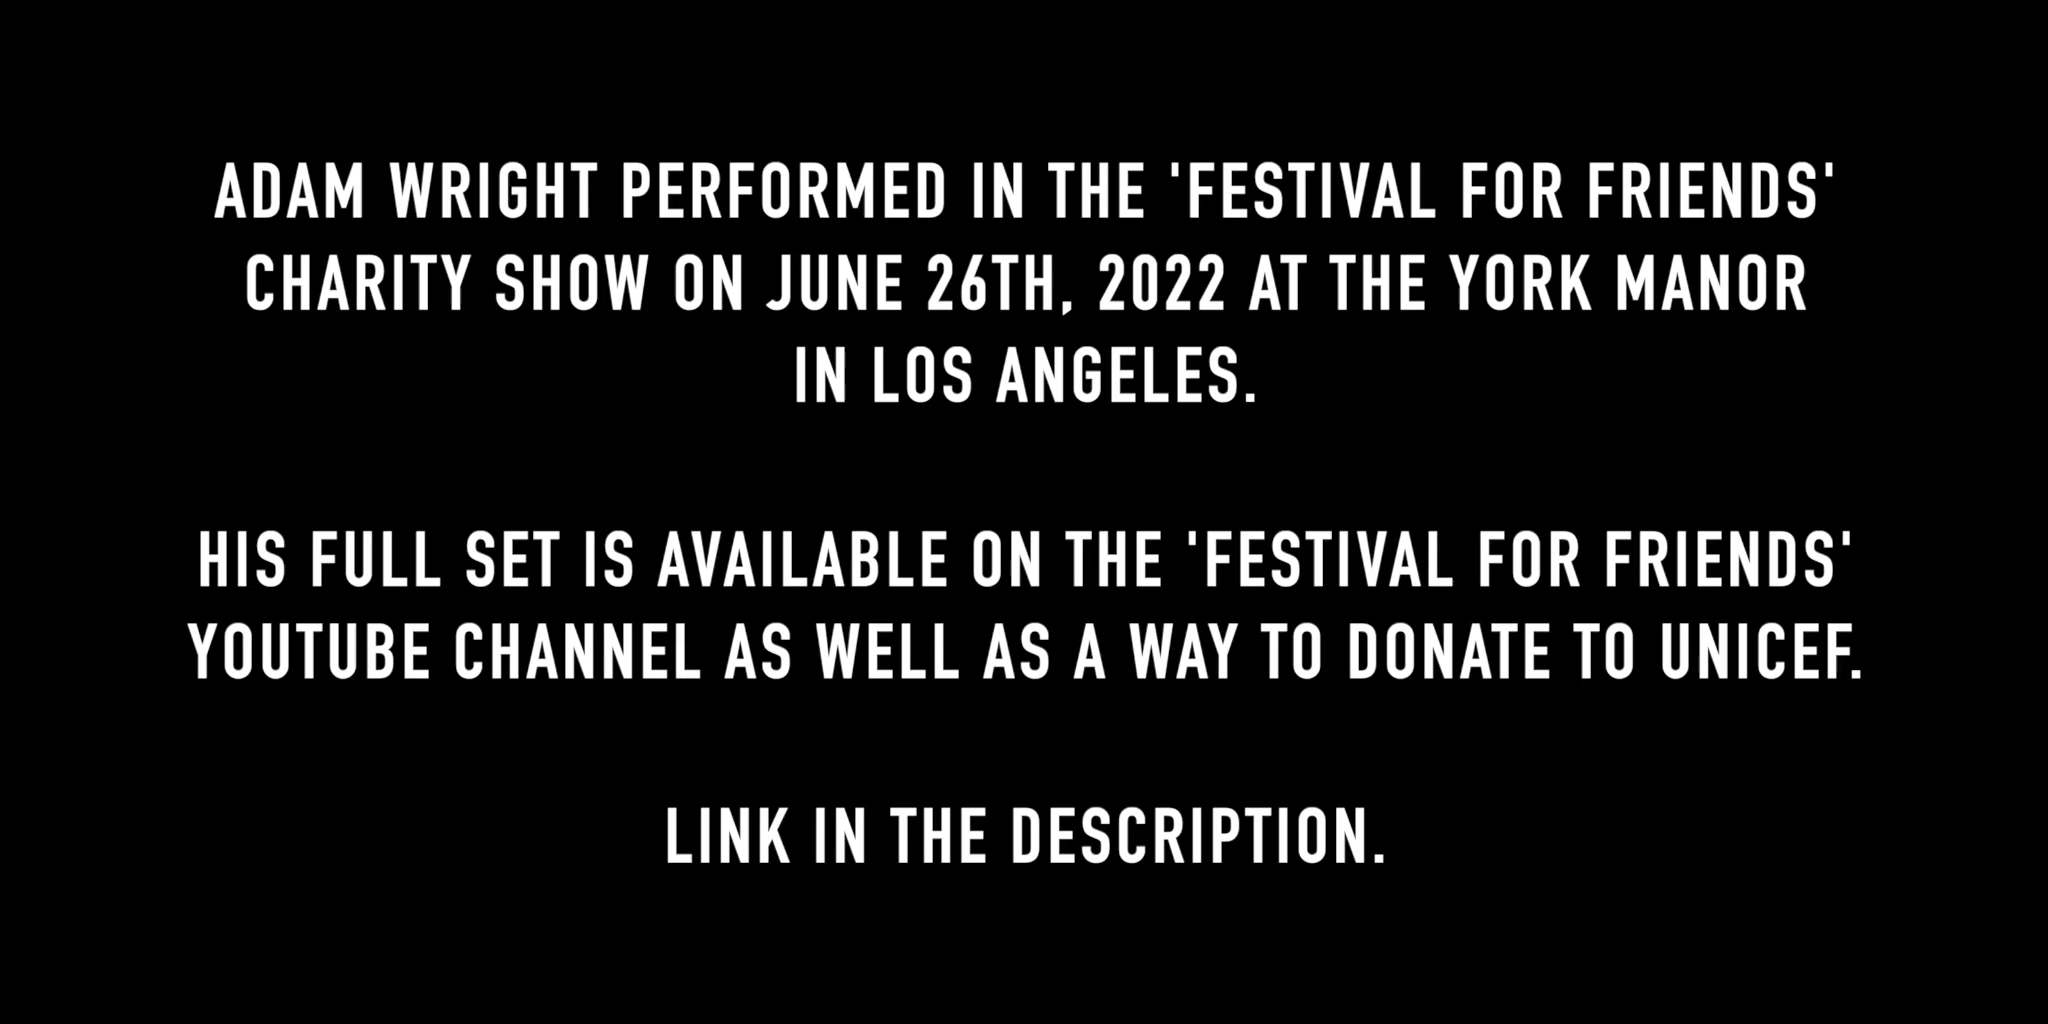 ADAM WRIGHT PERFORMED IN THE 'FESTIVAL FOR FRIENDS'
CHARITY SHOW ON JUNE 26TH, 2022 AT THE YORK MANOR
IN LOS ANGELES.
HIS FULL SET IS AVAILABLE ON THE 'FESTIVAL FOR FRIENDS'
YOUTUBE CHANNEL AS WELL AS A WAY TO DONATE TO UNICEF.
LINK IN THE DESCRIPTION.